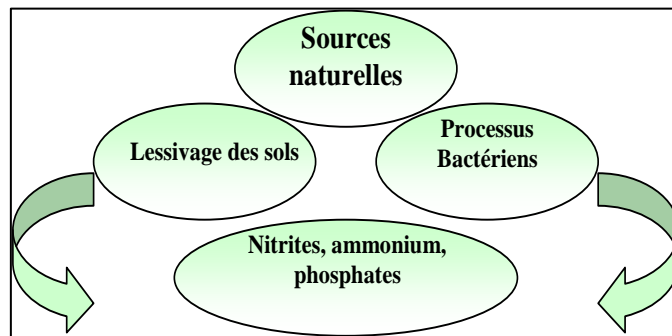 Sources
naturelles
Lessivage des sols
Processus
Bactériens
Nitrites, ammonium,
phosphates